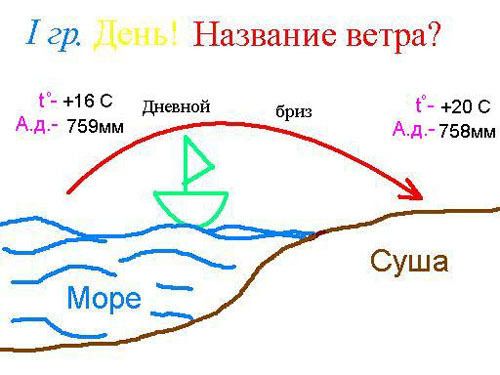 I гр. День! Название ветра?
t°- +16 С
А.д.- 759мм
Дневной бриз
t°- +20 С
А.д.- 758мм
Суша
Море